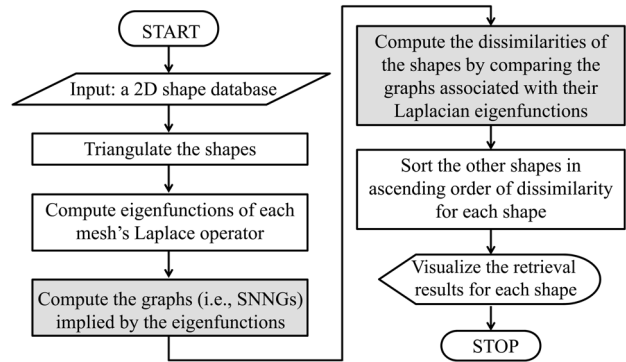 START
Input: a 2D shape database
Triangulate the shapes
Compute eigenfunctions of each
mesh's Laplace operator
Compute the graphs (i.e., SNNGs)
implied by the eigenfunctions
Compute the dissimilarities of
the shapes by comparing the
graphs associated with their
Laplacian eigenfunctions
Sort the other shapes in
ascending order of dissimilarity
for each shape
Visualize the retrieval
results for each shape
STOP